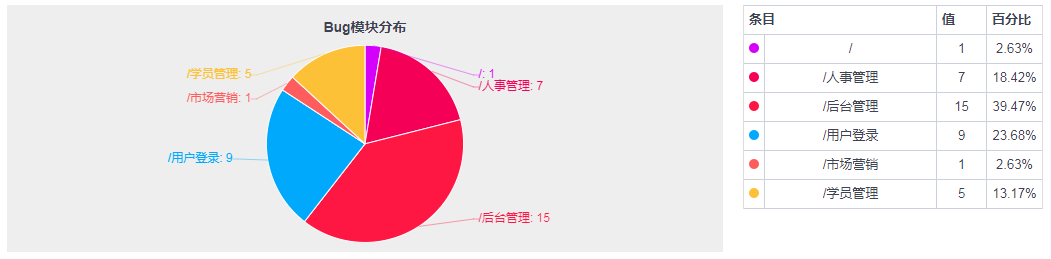 Bug模块分布
/学员管理: 5
/: 1
/人事管理: 7
/市场营销: 1
/用户登录: 9
/后台管理: 15
条目 值 百分比
/ 1 2.63%
/人事管理 7 18.42%
/后台管理 15 39.47%
/用户登录 9 23.68%
/市场营销 1 2.63%
/学员管理 5 13.17%